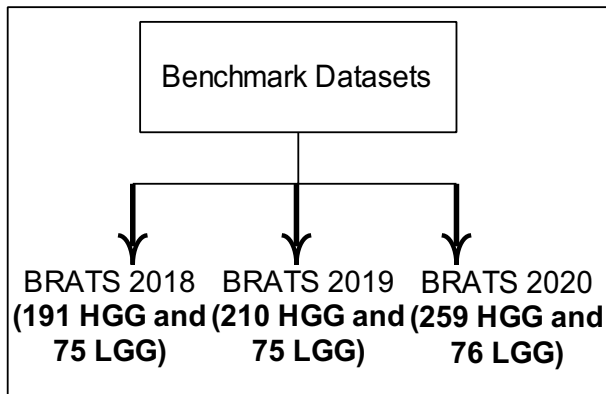 Benchmark Datasets
BRATS 2018
(191 HGG and
75 LGG)
BRATS 2019
(210 HGG and
75 LGG)
BRATS 2020
(259 HGG and
76 LGG)